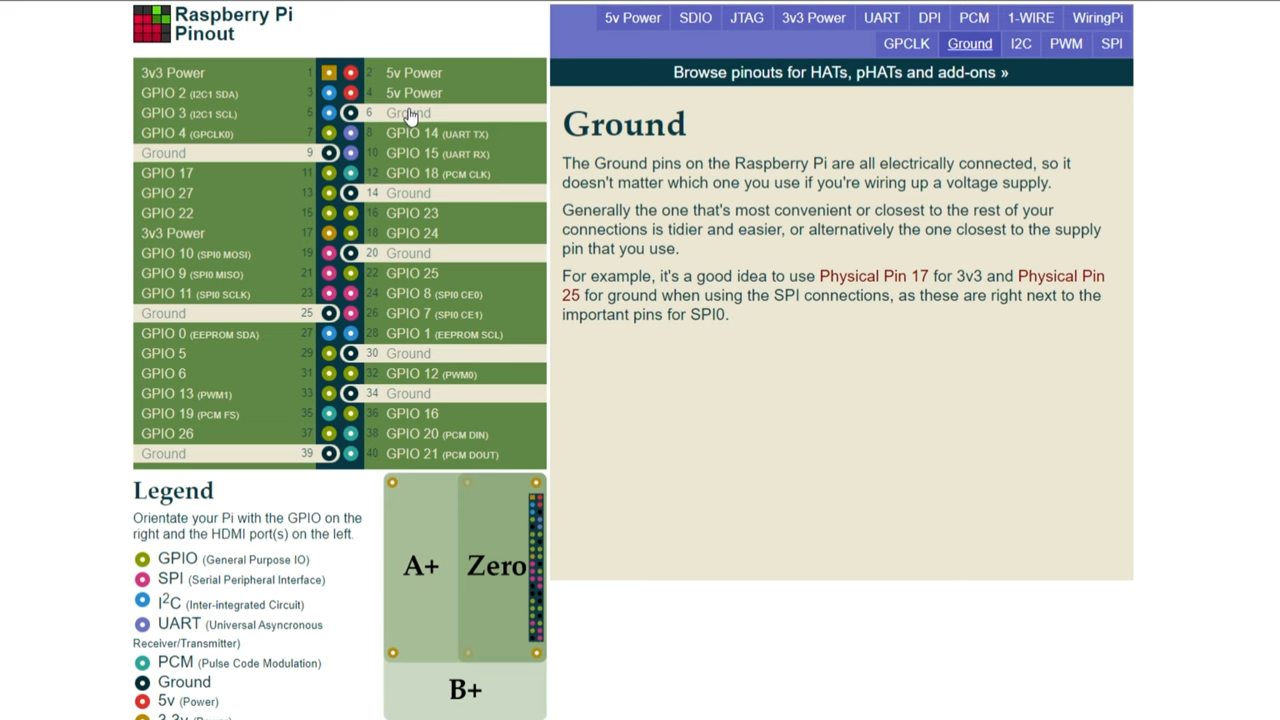 Raspberry Pi
Pinout
5v Power SDIO JTAG 3v3 Power UART DPI PCM 1-WIRE WiringPi
GPCLK Ground I2C PWM SPI
Browse pinouts for HATs, pHATs and add-ons »
3v3 Power 1 2 5v Power
GPIO 2 (I2C1 SDA) 3 4 5v Power
GPIO 3 (I2C1 SCL) 5 6 Ground
GPIO 4 (GPCLK0) 7 8 GPIO 14 (UART TX)
Ground 9 10 GPIO 15 (UART RX)
GPIO 17 11 12 GPIO 18 (PCM CLK)
GPIO 27 13 14 Ground
GPIO 22 15 16 GPIO 23
3v3 Power 17 18 GPIO 24
GPIO 10 (SPI0 MOSI) 19 20 Ground
GPIO 9 (SPI0 MISO) 21 22 GPIO 25
GPIO 11 (SPI0 SCLK) 23 24 GPIO 8 (SPI0 CE0)
Ground 25 26 GPIO 7 (SPI0 CE1)
GPIO 0 (EEPROM SDA) 27 28 GPIO 1 (EEPROM SCL)
GPIO 5 29 30 Ground
GPIO 6 31 32 GPIO 12 (PWM0)
GPIO 13 (PWM1) 33 34 Ground
GPIO 19 (PCM FS) 35 36 GPIO 16
GPIO 26 37 38 GPIO 20 (PCM DIN)
Ground 39 40 GPIO 21 (PCM DOUT)
Ground
The Ground pins on the Raspberry Pi are all electrically connected, so it
doesn't matter which one you use if you're wiring up a voltage supply.
Generally the one that's most convenient or closest to the rest of your
connections is tidier and easier, or alternatively the one closest to the supply
pin that you use.
For example, it's a good idea to use Physical Pin 17 for 3v3 and Physical Pin
25 for ground when using the SPI connections, as these are right next to the
important pins for SPI0.
Legend
Orientate your Pi with the GPIO on the
right and the HDMI port(s) on the left.
GPIO (General Purpose IO)
SPI (Serial Peripheral Interface)
I2C (Inter-integrated Circuit)
UART (Universal Asyncronous
Receiver/Transmitter)
PCM (Pulse Code Modulation)
Ground
5v (Power)
3.3v (Power)
A+ Zero
B+